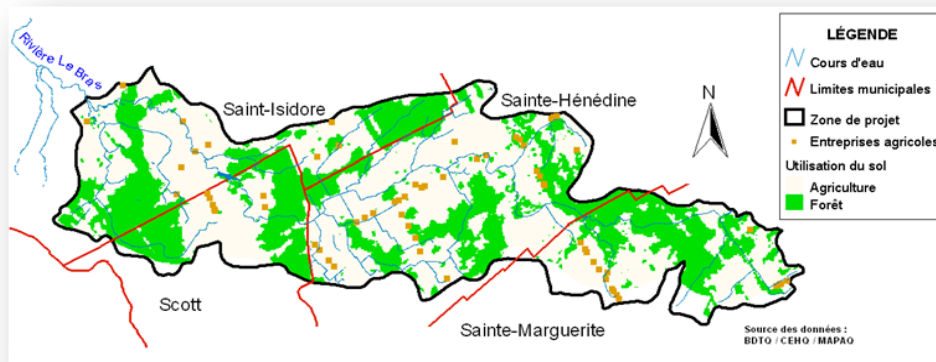 Rivière Le Bras
Saint-Isidore
Sainte-Hénédine
Scott
Sainte-Marguerite
N
LÉGENDE
Cours d'eau
Limites municipales
Zone de projet
Entreprises agricoles
Utilisation du sol
Agriculture
Forêt
Source des données :
BDTQ / CEHQ / MAPAQ